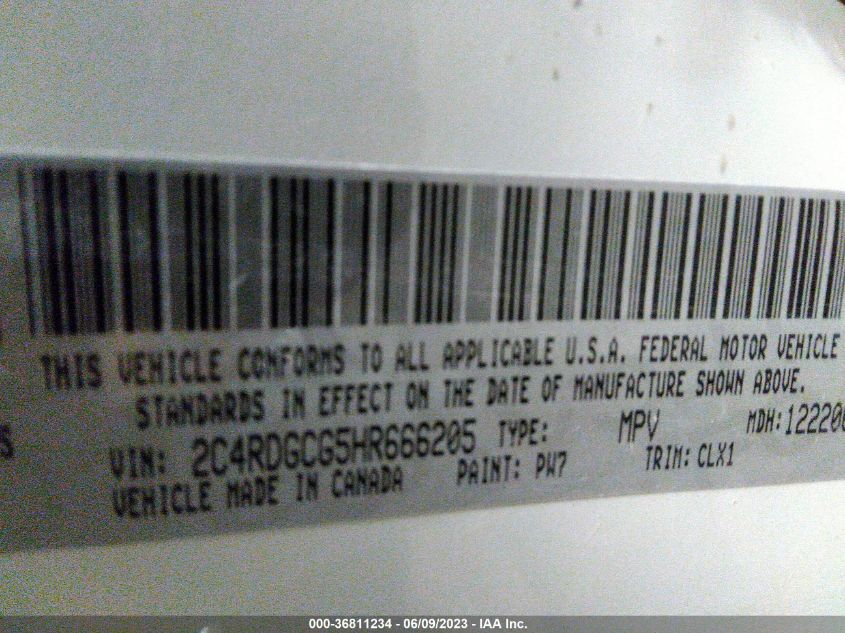 THIS VEHICLE CONFORMS TO ALL APPLICABLE U.S.A. FEDERAL MOTOR VEHICLE
STANDARDS IN EFFECT ON THE DATE OF MANUFACTURE SHOWN ABOVE.
VIN: 2C4RDGCG5HR666205 TYPE: MPV MDH: 12220
VEHICLE MADE IN CANADA PAINT: PW7 TRIM: CLX1
000-36811234 - 06/09/2023 - IAA Inc.